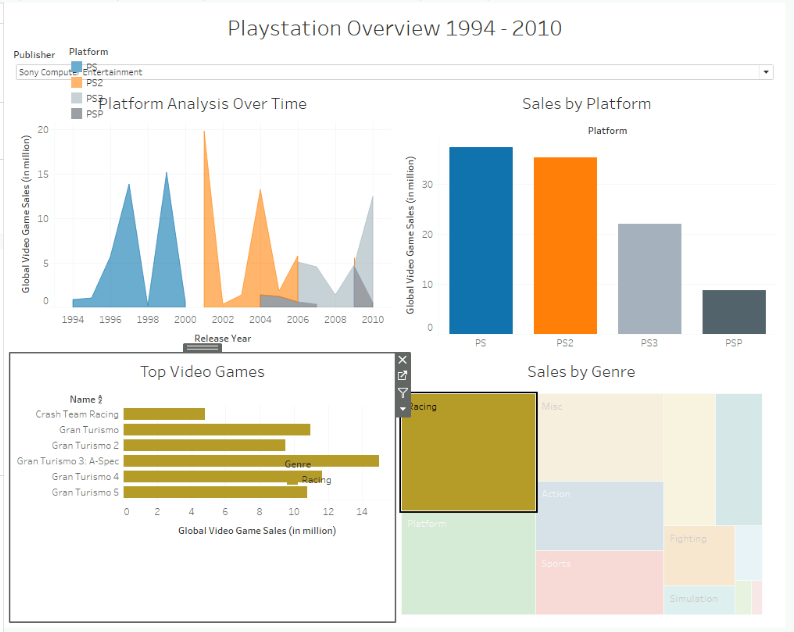 Playstation Overview 1994 - 2010
Publisher
Platform
Sony Computer Entertainment
PS
PS2
PS3
PSP
Platform Analysis Over Time
Global Video Game Sales (in million)
20
15
10
5
0
1994 1996 1998 2000 2002 2004 2006 2008 2010
Release Year
Sales by Platform
Platform
Global Video Game Sales (in million)
30
20
10
0
PS PS2 PS3 PSP
Top Video Games
Name
Crash Team Racing
Gran Turismo
Gran Turismo 2
Gran Turismo 3: A-Spec
Gran Turismo 4
Gran Turismo 5
Genre
Racing
0 2 4 6 8 10 12 14
Global Video Game Sales (in million)
Sales by Genre
Racing
Misc
Platform
Action
Sports
Fighting
Simulation